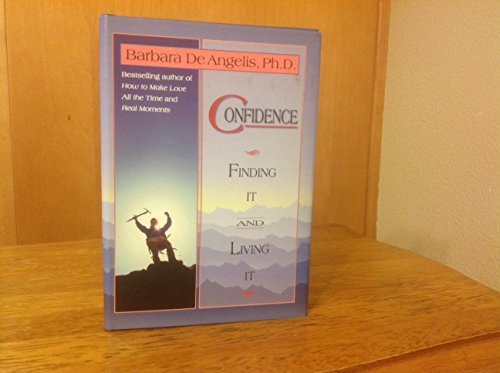 Barbara De Angelis, Ph.D.
Bestselling author of
How to Make Love
All the Time and
Real Moments
CONFIDENCE
FINDING
IT
AND
LIVING
IT